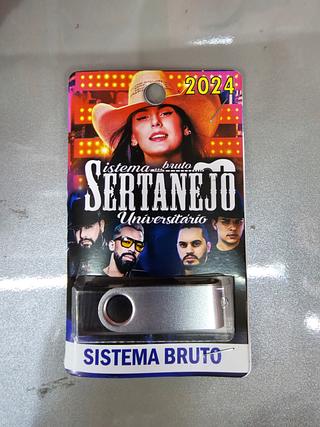 2024
Sistema bruto
SERTANEJO
Universitário
SISTEMA BRUTO